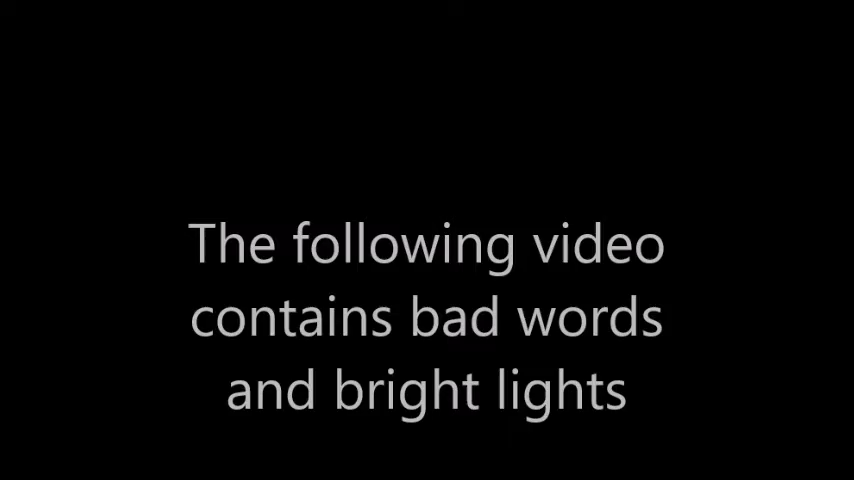 The following video
contains bad words
and bright lights